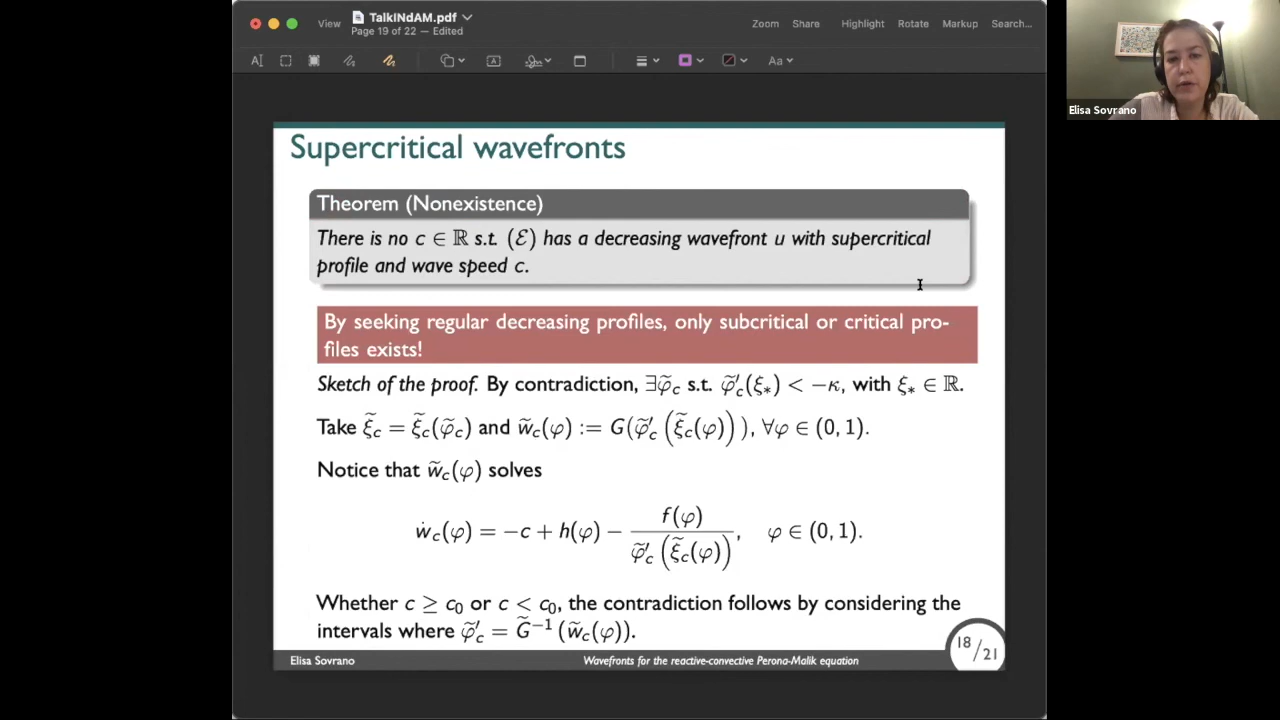 View
TalkINdAM.pdf
Page 19 of 22 — Edited
Zoom Share Highlight Rotate Markup Search...
Aa
Elisa Sovrano
Supercritical wavefronts
Theorem (Nonexistence)
There is no c ∈ ℝ s.t. (ℰ) has a decreasing wavefront u with supercritical
profile and wave speed c.
By seeking regular decreasing profiles, only subcritical or critical pro-
files exists!
Sketch of the proof. By contradiction, ∃φ̃_c s.t. φ̃′_c(ξ_*) < −κ, with ξ_* ∈ ℝ.
Take ξ̃_c = ξ̃_c(φ̃_c) and w̃_c(φ) := G(φ̃′_c(ξ̃_c(φ))), ∀φ ∈ (0, 1).
Notice that w̃_c(φ) solves
ẇ_c(φ) = −c + h(φ) − f(φ) / φ̃′_c(ξ̃_c(φ)), φ ∈ (0, 1).
Whether c ≥ c_0 or c < c_0, the contradiction follows by considering the
intervals where φ̃′_c = G̃⁻¹(w̃_c(φ)).
18/21
Elisa Sovrano
Wavefronts for the reactive-convective Perona-Malik equation